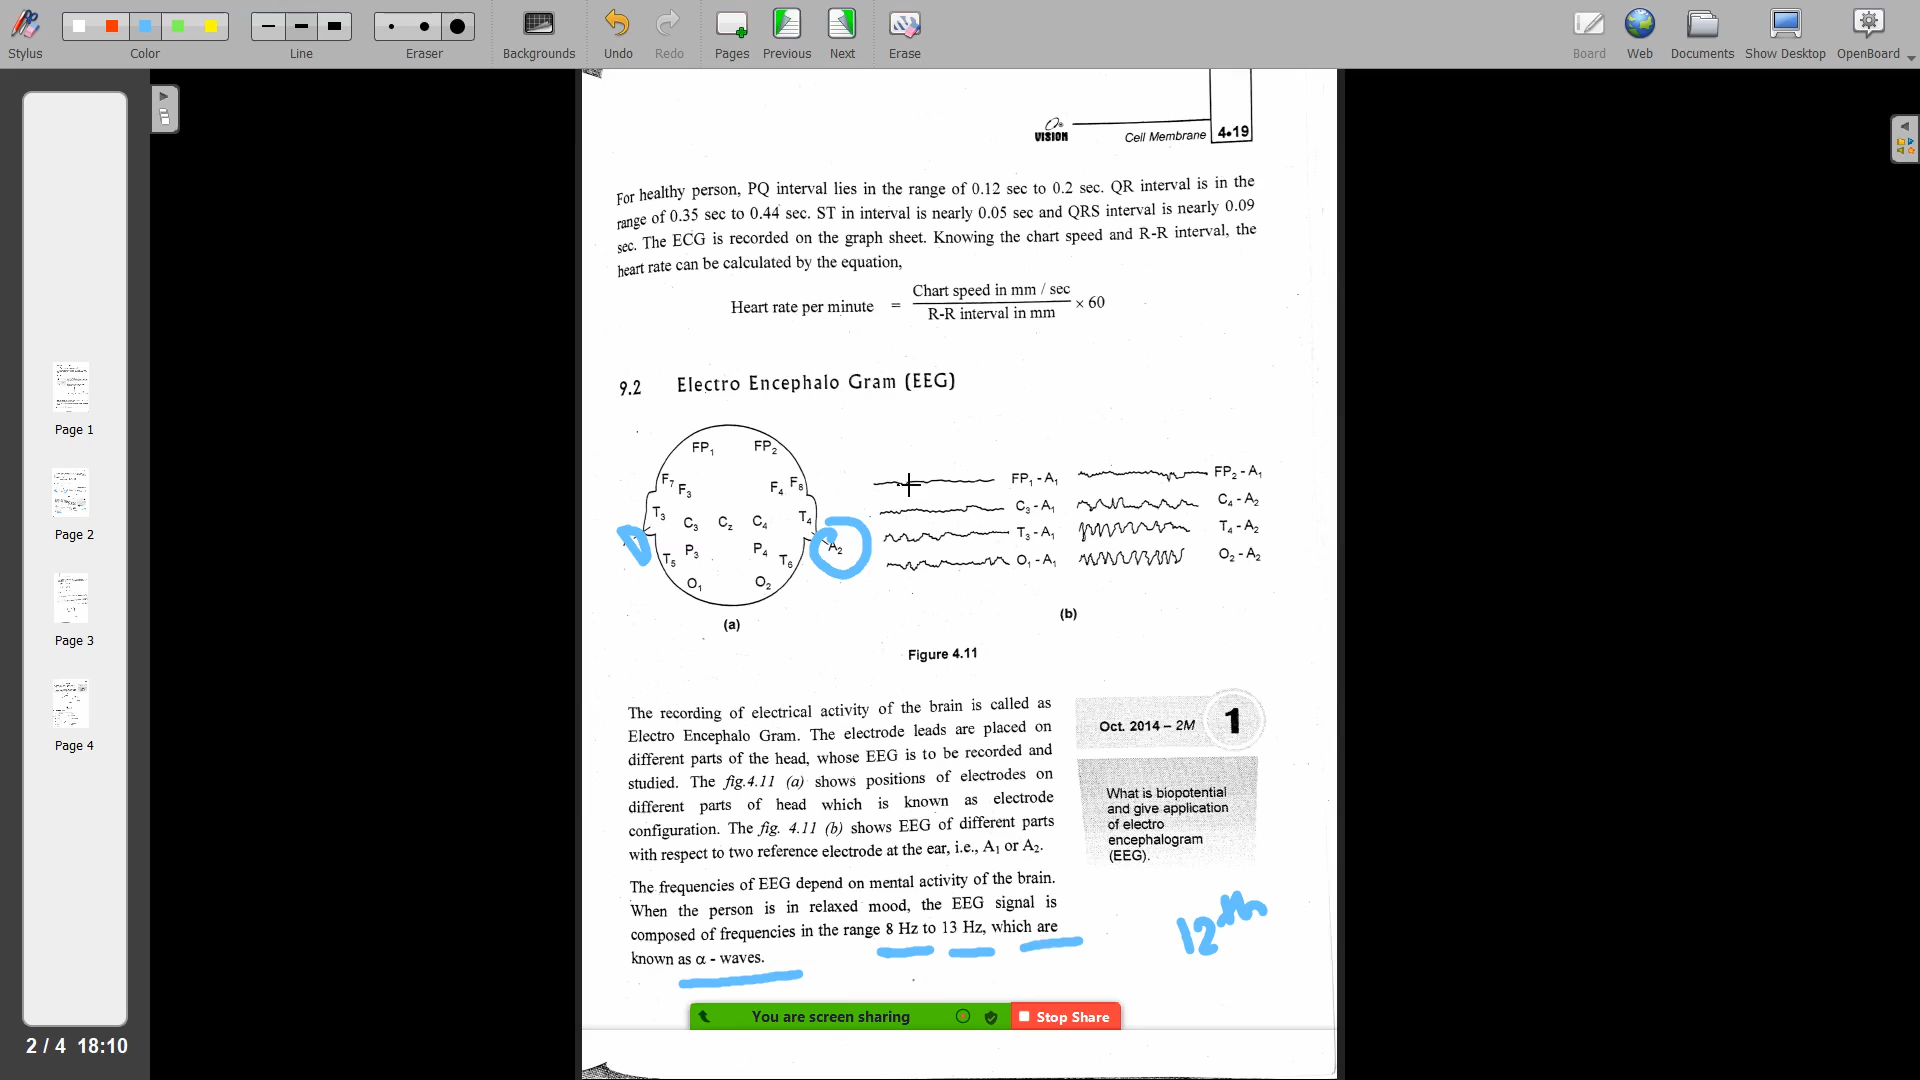 Stylus
Color
Line
Eraser
Backgrounds
Undo
Redo
Pages
Previous
Next
Erase
Board
Web
Documents
Show Desktop
OpenBoard
Page 1
Page 2
Page 3
Page 4
2 / 4 18:10
VISION
Cell Membrane
4•19
For healthy person, PQ interval lies in the range of 0.12 sec to 0.2 sec. QR interval is in the
range of 0.35 sec to 0.44 sec. ST in interval is nearly 0.05 sec and QRS interval is nearly 0.09
sec. The ECG is recorded on the graph sheet. Knowing the chart speed and R-R interval, the
heart rate can be calculated by the equation,
Heart rate per minute = Chart speed in mm / sec
R-R interval in mm × 60
9.2 Electro Encephalo Gram (EEG)
FP₁ FP₂
F₇ F₃ F₄ F₈
T₃ C₃ C_z C₄ T₄
A₂
T₅ P₃ P₄ T₆
O₁ O₂
(a)
FP₁ - A₁ FP₂ - A₁
C₃ - A₁ C₄ - A₂
T₃ - A₁ T₄ - A₂
O₁ - A₁ O₂ - A₂
(b)
Figure 4.11
The recording of electrical activity of the brain is called as
Electro Encephalo Gram. The electrode leads are placed on
different parts of the head, whose EEG is to be recorded and
studied. The fig.4.11 (a) shows positions of electrodes on
different parts of head which is known as electrode
configuration. The fig. 4.11 (b) shows EEG of different parts
with respect to two reference electrode at the ear, i.e., A₁ or A₂.
The frequencies of EEG depend on mental activity of the brain.
When the person is in relaxed mood, the EEG signal is
composed of frequencies in the range 8 Hz to 13 Hz, which are
known as α - waves.
Oct. 2014 – 2M
1
What is biopotential
and give application
of electro
encephalogram
(EEG).
12th
You are screen sharing
Stop Share